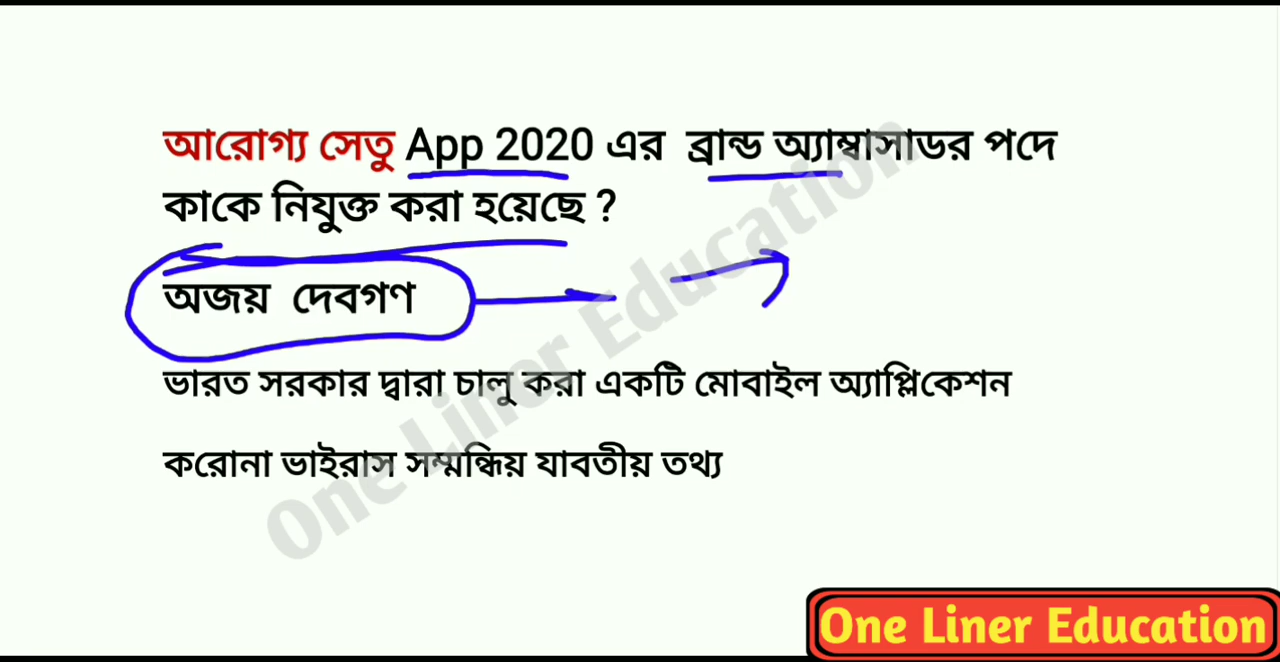 আরোগ্য সেতু App 2020 এর ব্রান্ড অ্যাম্বাসাডর পদে
কাকে নিযুক্ত করা হয়েছে ?
অজয় দেবগণ
ভারত সরকার দ্বারা চালু করা একটি মোবাইল অ্যাপ্লিকেশন
করোনা ভাইরাস সম্মন্ধিয় যাবতীয় তথ্য
One Liner Education
One Liner Education